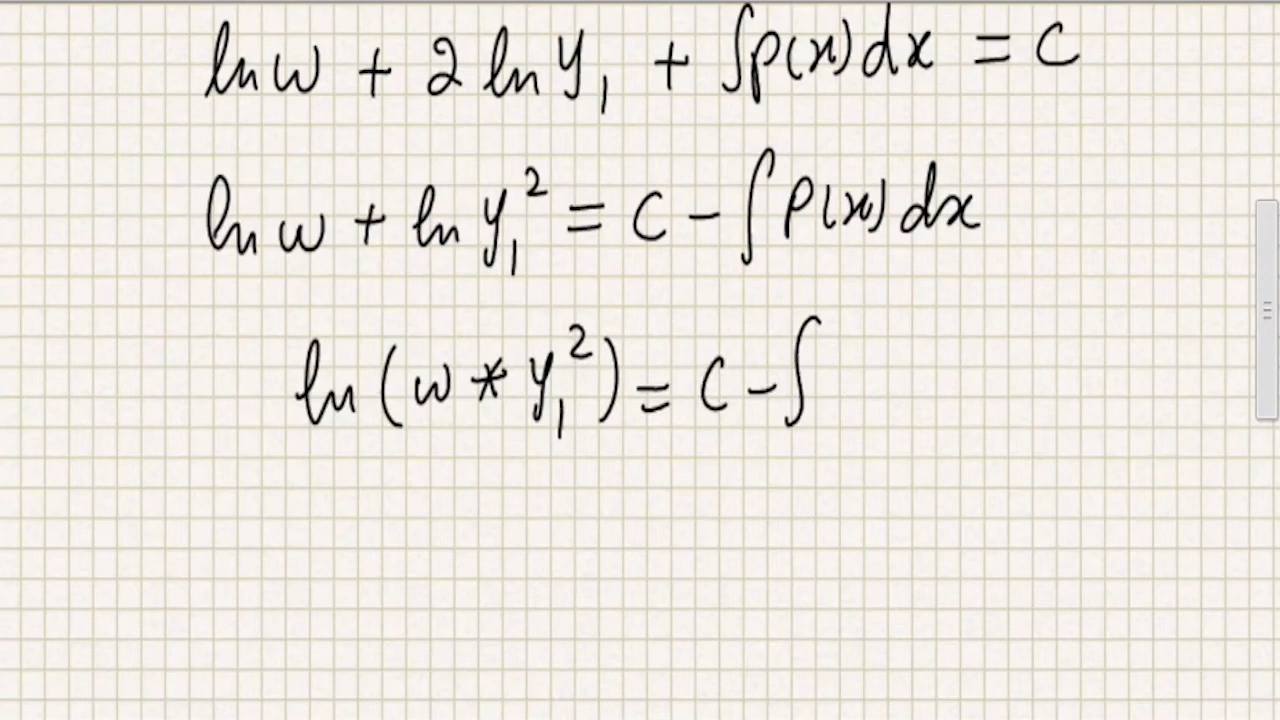 ln w + 2 ln y₁ + ∫p(x)dx = C
ln w + ln y₁² = C − ∫P(x)dx
ln(w * y₁²) = C − ∫